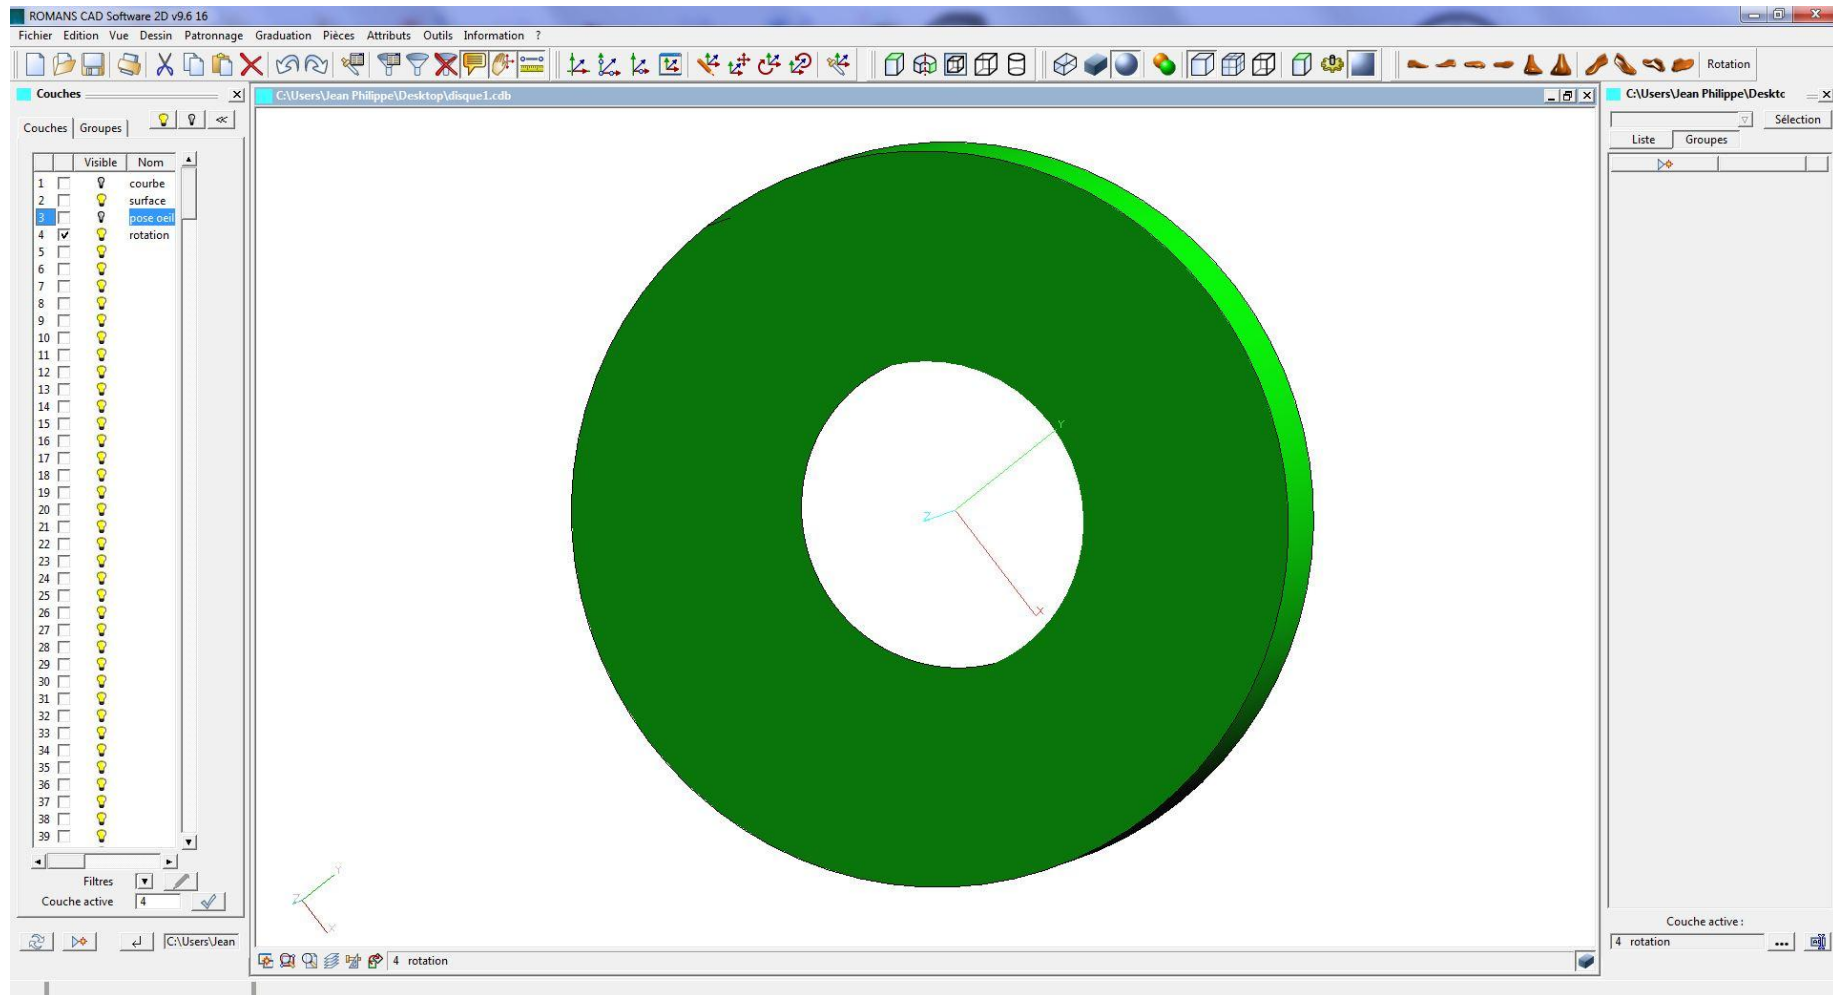 ROMANS CAD Software 2D v9.6 16
Fichier Edition Vue Dessin Patronnage Graduation Pièces Attributs Outils Information ?
Rotation
Couches
C:\Users\Jean Philippe\Desktop\disque1.cdb
C:\Users\Jean Philippe\Desktc
Sélection
Couches Groupes
Liste Groupes
Visible Nom
1 courbe
2 surface
3 pose oeil
4 rotation
5
6
7
8
9
10
11
12
13
14
15
16
17
18
19
20
21
22
23
24
25
26
27
28
29
30
31
32
33
34
35
36
37
38
39
Y
Z
X
Y
Z
X
Filtres
Couche active 4
C:\Users\Jean
4 rotation
Couche active :
4 rotation ...